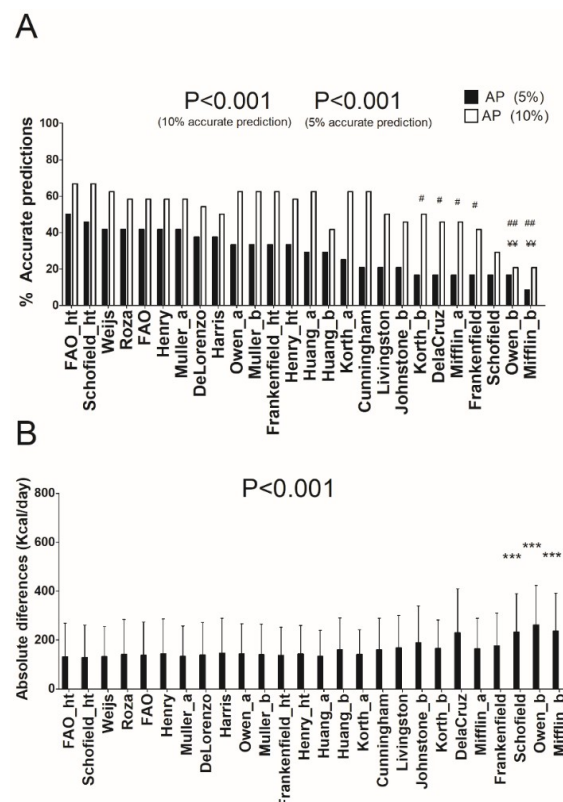 A
P<0.001 P<0.001
(10% accurate prediction) (5% accurate prediction)
AP (5%)
AP (10%)
% Accurate predictions
100
80
60
40
20
0
# # # # ## ##
¥¥ ¥¥
FAO_ht
Schofield_ht
Weijs
Roza
FAO
Henry
Muller_a
DeLorenzo
Harris
Owen_a
Muller_b
Frankenfield_ht
Henry_ht
Huang_a
Huang_b
Korth_a
Cunningham
Livingston
Johnstone_b
Korth_b
DelaCruz
Mifflin_a
Frankenfield
Schofield
Owen_b
Mifflin_b
B
P<0.001
Absolute diferences (Kcal/day)
800
600
400
200
0
*** *** ***
FAO_ht
Schofield_ht
Weijs
Roza
FAO
Henry
Muller_a
DeLorenzo
Harris
Owen_a
Muller_b
Frankenfield_ht
Henry_ht
Huang_a
Huang_b
Korth_a
Cunningham
Livingston
Johnstone_b
Korth_b
DelaCruz
Mifflin_a
Frankenfield
Schofield
Owen_b
Mifflin_b